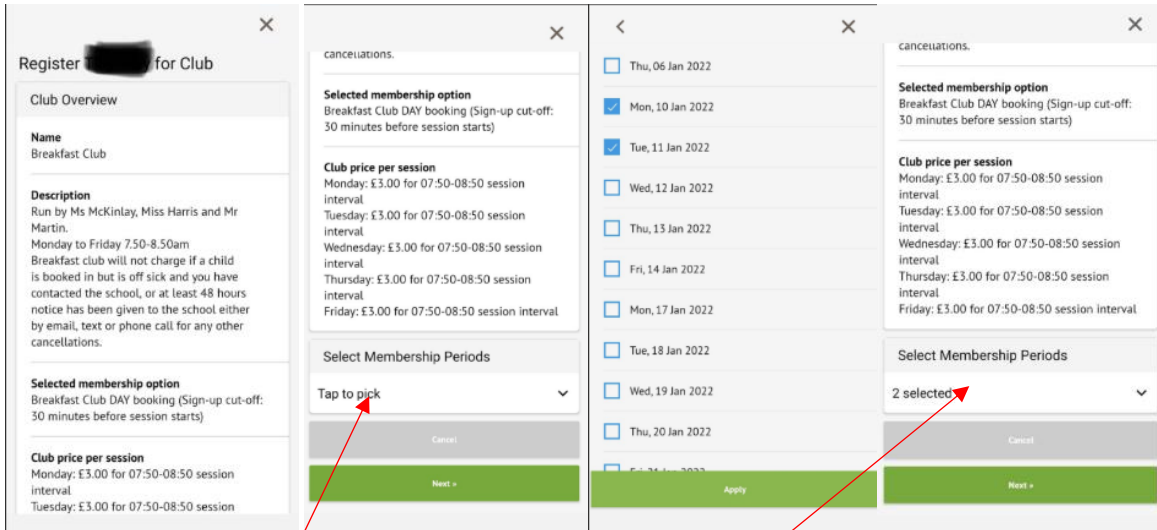 Register for Club
Club Overview
Name
Breakfast Club
Description
Run by Ms McKinlay, Miss Harris and Mr
Martin.
Monday to Friday 7.50-8.50am
Breakfast club will not charge if a child
is booked in but is off sick and you have
contacted the school, or at least 48 hours
notice has been given to the school either
by email, text or phone call for any other
cancellations.
Selected membership option
Breakfast Club DAY booking (Sign-up cut-off:
30 minutes before session starts)
Club price per session
Monday: £3.00 for 07:50-08:50 session
interval
Tuesday: £3.00 for 07:50-08:50 session
cancellations.
Selected membership option
Breakfast Club DAY booking (Sign-up cut-off:
30 minutes before session starts)
Club price per session
Monday: £3.00 for 07:50-08:50 session
interval
Tuesday: £3.00 for 07:50-08:50 session
interval
Wednesday: £3.00 for 07:50-08:50 session
interval
Thursday: £3.00 for 07:50-08:50 session
interval
Friday: £3.00 for 07:50-08:50 session interval
Select Membership Periods
Tap to pick
Cancel
Next »
Thu, 06 Jan 2022
Mon, 10 Jan 2022
Tue, 11 Jan 2022
Wed, 12 Jan 2022
Thu, 13 Jan 2022
Fri, 14 Jan 2022
Mon, 17 Jan 2022
Tue, 18 Jan 2022
Wed, 19 Jan 2022
Thu, 20 Jan 2022
Fri, 21 Jan 2022
Apply
cancellations.
Selected membership option
Breakfast Club DAY booking (Sign-up cut-off:
30 minutes before session starts)
Club price per session
Monday: £3.00 for 07:50-08:50 session
interval
Tuesday: £3.00 for 07:50-08:50 session
interval
Wednesday: £3.00 for 07:50-08:50 session
interval
Thursday: £3.00 for 07:50-08:50 session
interval
Friday: £3.00 for 07:50-08:50 session interval
Select Membership Periods
2 selected
Cancel
Next »